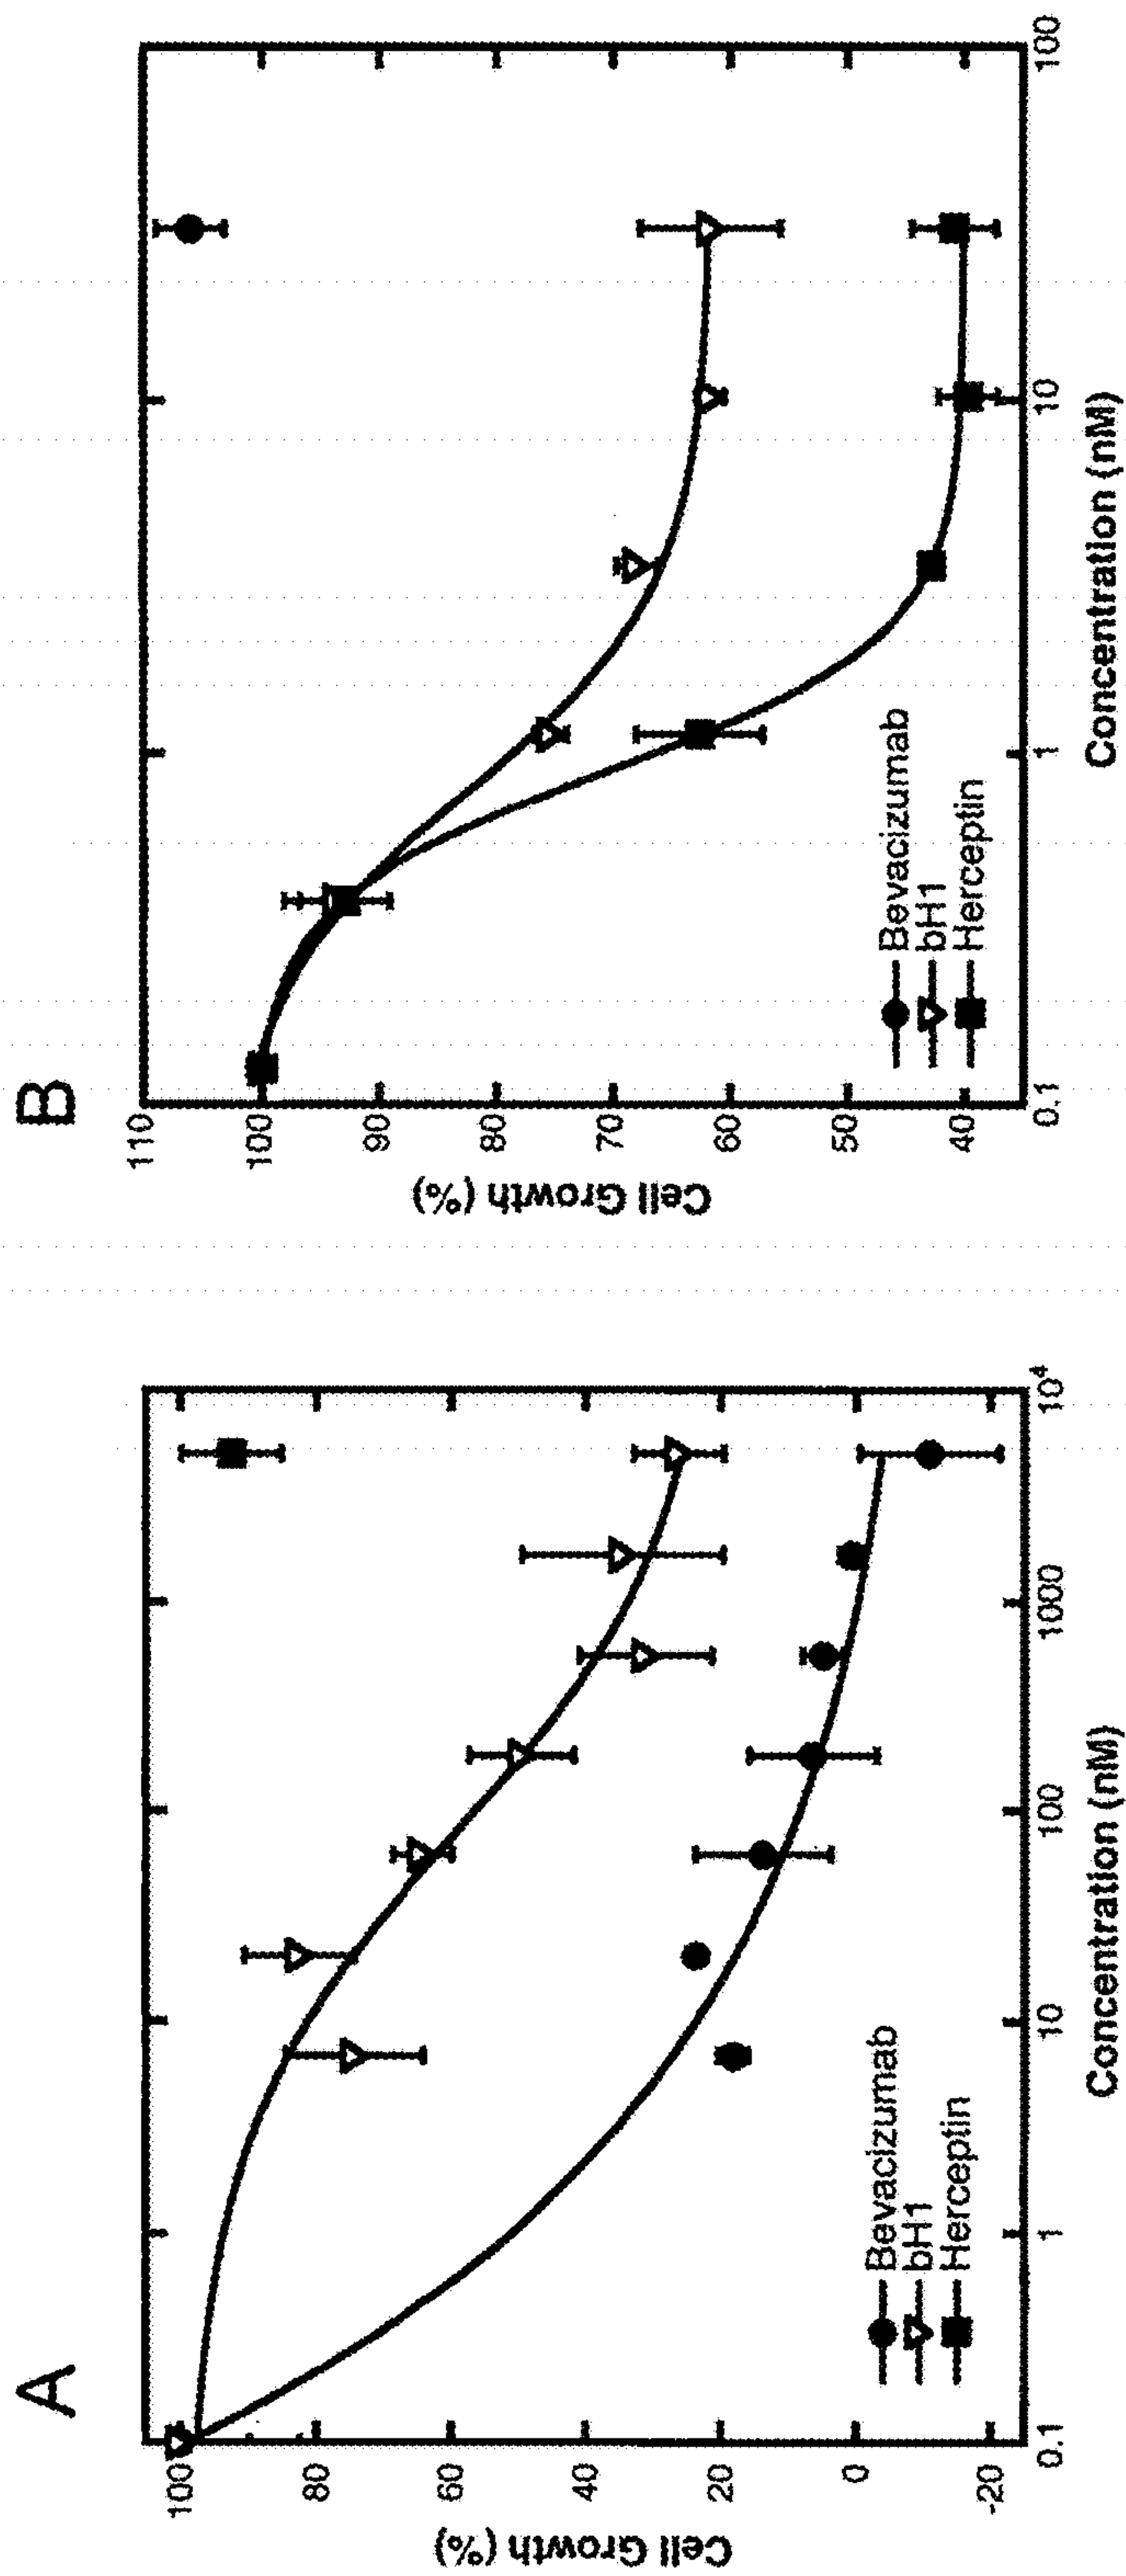 A
Cell Growth (%)
100
80
60
40
20
0
-20
Bevacizumab
bH1
Herceptin
0.1
1
10
100
1000
10⁴
Concentration (nM)
B
Cell Growth (%)
110
100
90
80
70
60
50
40
Bevacizumab
bH1
Herceptin
0.1
1
10
100
Concentration (nM)